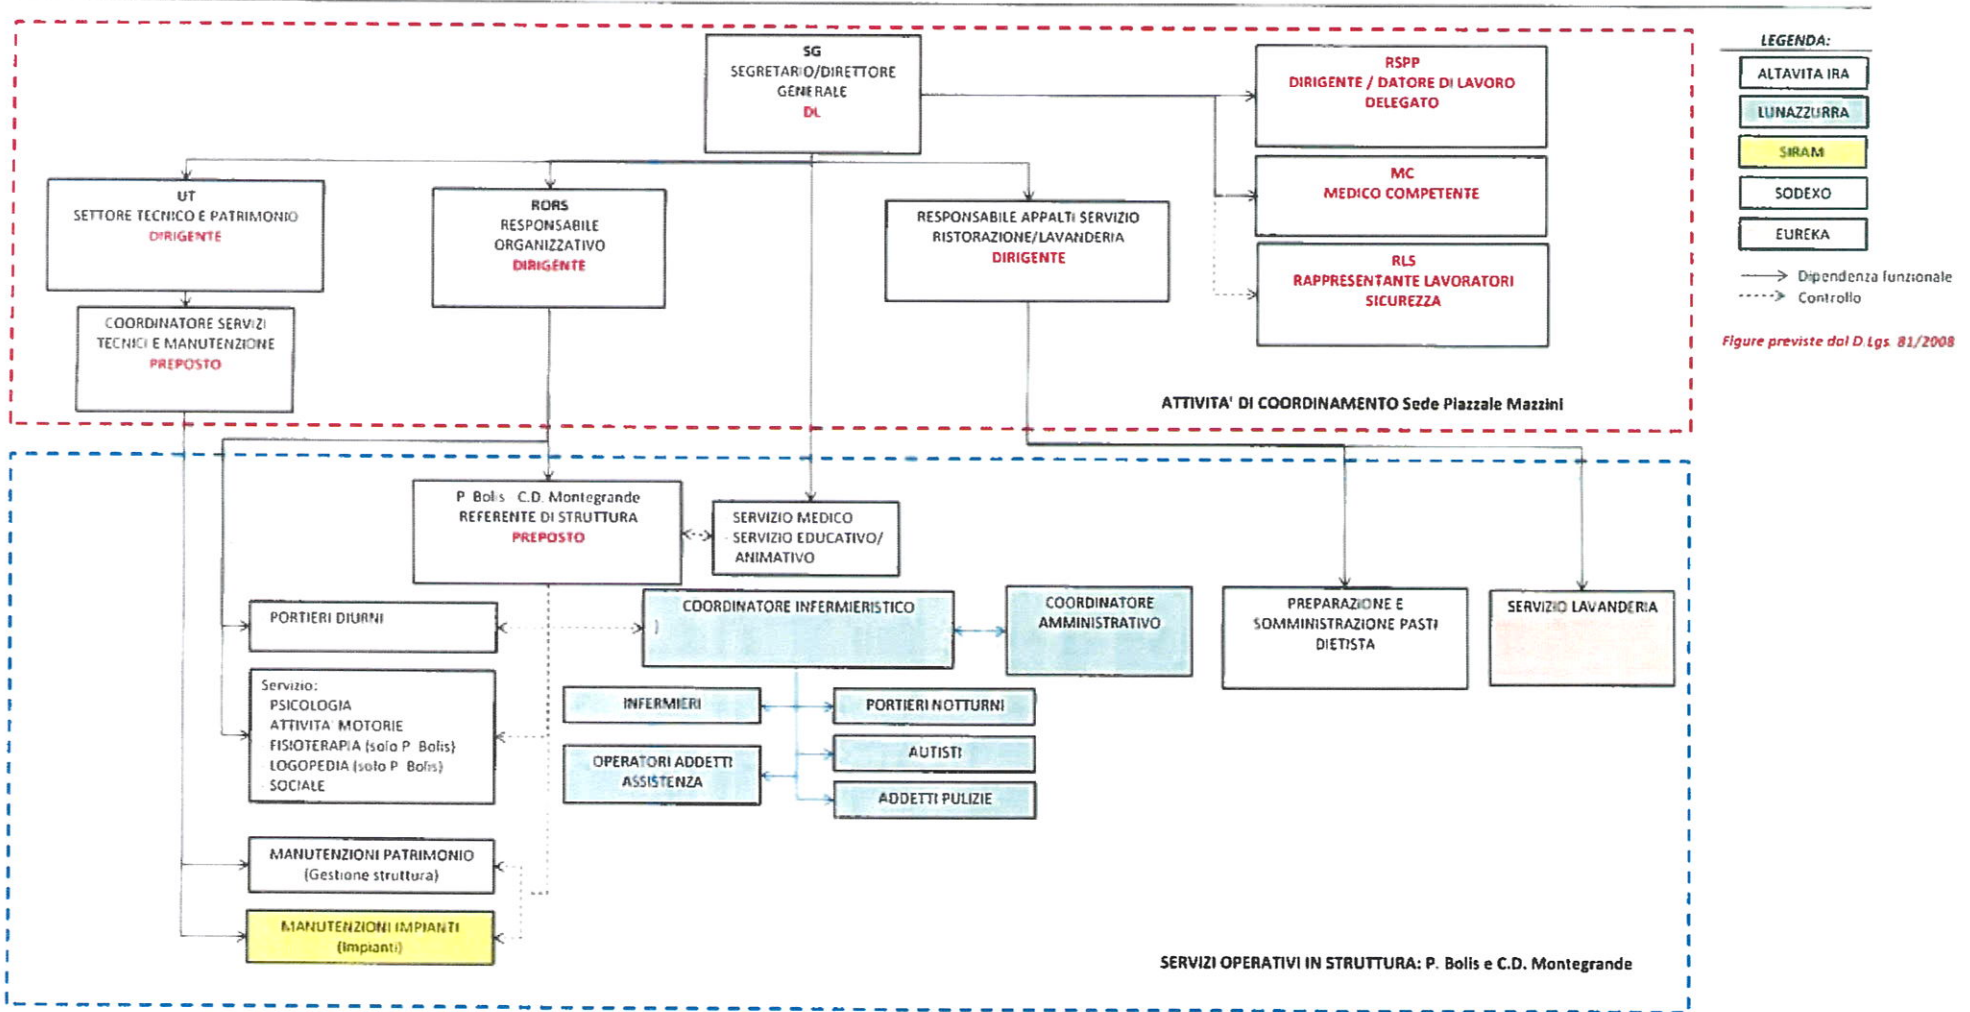 SG
SEGRETARIO/DIRETTORE
GENERALE
DL
RSPP
DIRIGENTE / DATORE DI LAVORO
DELEGATO
MC
MEDICO COMPETENTE
RLS
RAPPRESENTANTE LAVORATORI
SICUREZZA
UT
SETTORE TECNICO E PATRIMONIO
DIRIGENTE
RORS
RESPONSABILE
ORGANIZZATIVO
DIRIGENTE
RESPONSABILE APPALTI SERVIZIO
RISTORAZIONE/LAVANDERIA
DIRIGENTE
COORDINATORE SERVIZI
TECNICI E MANUTENZIONE
PREPOSTO
ATTIVITA' DI COORDINAMENTO Sede Piazzale Mazzini
LEGENDA:
ALTAVITA IRA
LUNAZZURRA
SIRAM
SODEXO
EUREKA
Dipendenza funzionale
Controllo
Figure previste dal D.Lgs. 81/2008
P. Bolis - C.D. Montegrande
REFERENTE DI STRUTTURA
PREPOSTO
SERVIZIO MEDICO
- SERVIZIO EDUCATIVO/
ANIMATIVO
PORTIERI DIURNI
COORDINATORE INFERMIERISTICO
)
COORDINATORE
AMMINISTRATIVO
PREPARAZIONE E
SOMMINISTRAZIONE PASTI
DIETISTA
SERVIZIO LAVANDERIA
Servizio:
PSICOLOGIA
ATTIVITA' MOTORIE
- FISIOTERAPIA (solo P. Bolis)
- LOGOPEDIA (solo P. Bolis)
- SOCIALE
INFERMIERI
PORTIERI NOTTURNI
OPERATORI ADDETTI
ASSISTENZA
AUTISTI
ADDETTI PULIZIE
MANUTENZIONI PATRIMONIO
(Gestione struttura)
MANUTENZIONI IMPIANTI
(Impianti)
SERVIZI OPERATIVI IN STRUTTURA: P. Bolis e C.D. Montegrande